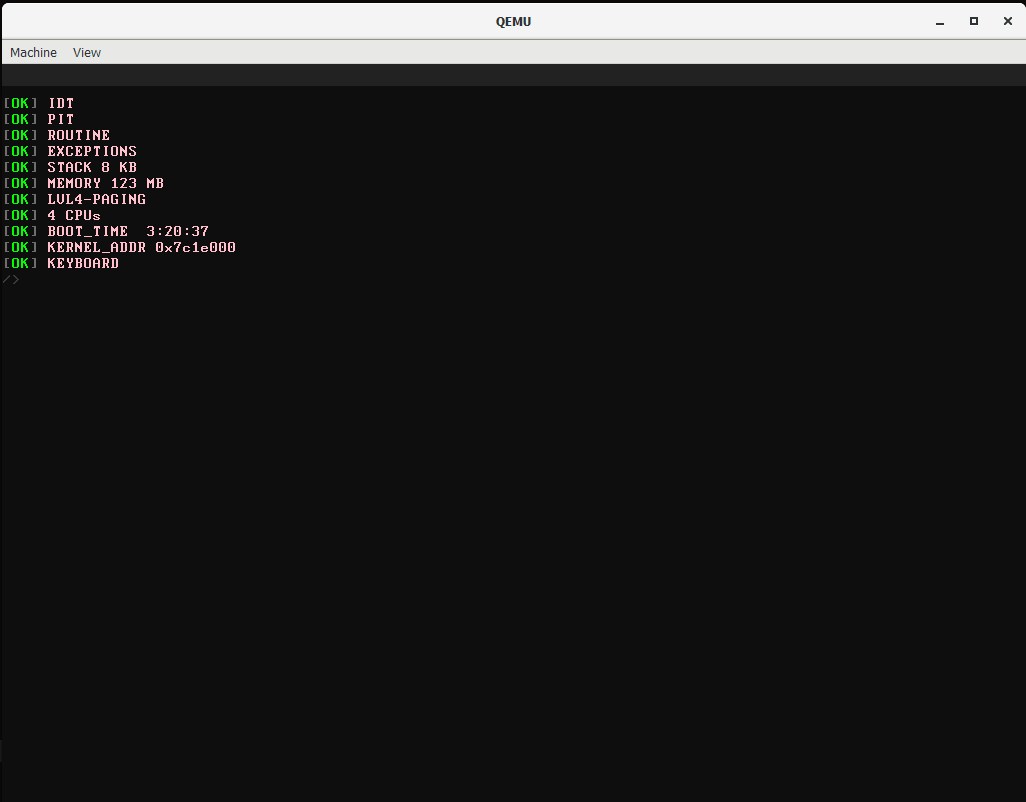 QEMU
Machine View
[OK] IDT
[OK] PIT
[OK] ROUTINE
[OK] EXCEPTIONS
[OK] STACK 8 KB
[OK] MEMORY 123 MB
[OK] LVL4-PAGING
[OK] 4 CPUs
[OK] BOOT_TIME  3:20:37
[OK] KERNEL_ADDR 0x7c1e000
[OK] KEYBOARD
/>